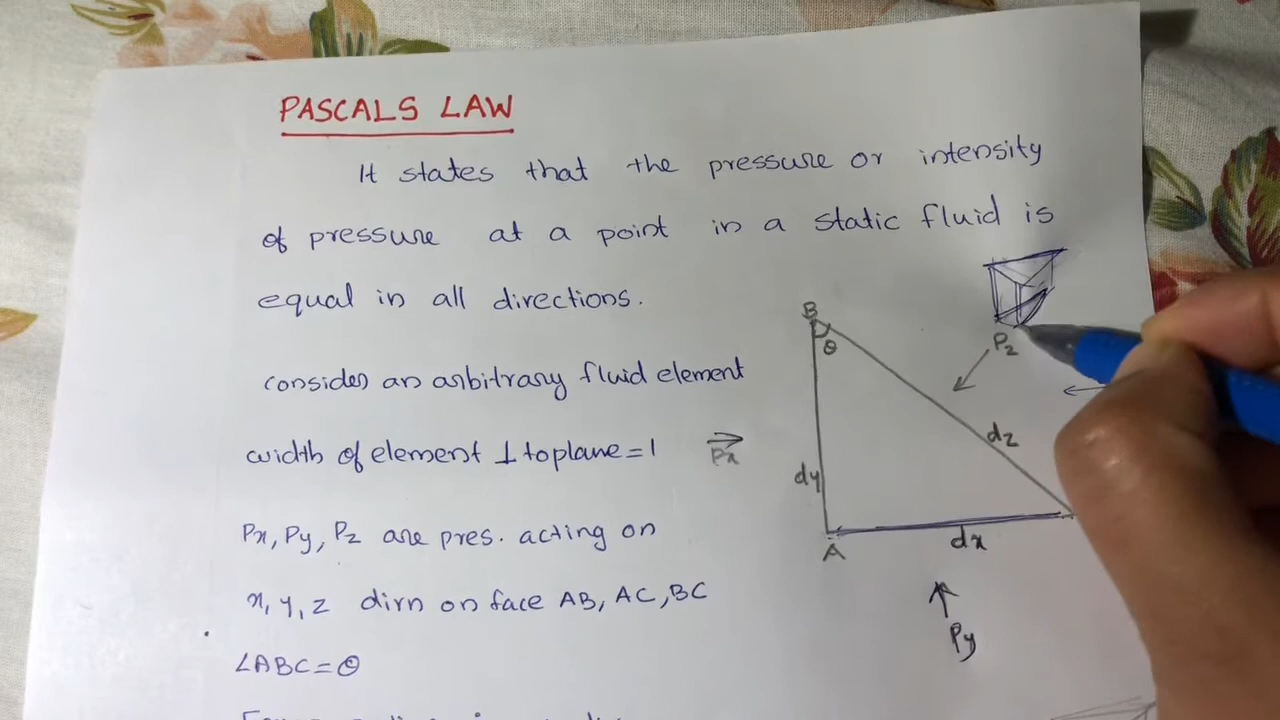 PASCALS LAW
It states that the pressure or intensity
of pressure at a point in a static fluid is
equal in all directions.
consider an arbitrary fluid element
width of element ⊥ to plane = 1
Px, Py, Pz are pres. acting on
x, y, z dirn on face AB, AC, BC
∠ABC = θ
B
θ
Pz
dz
Px
dy
A
dx
Py